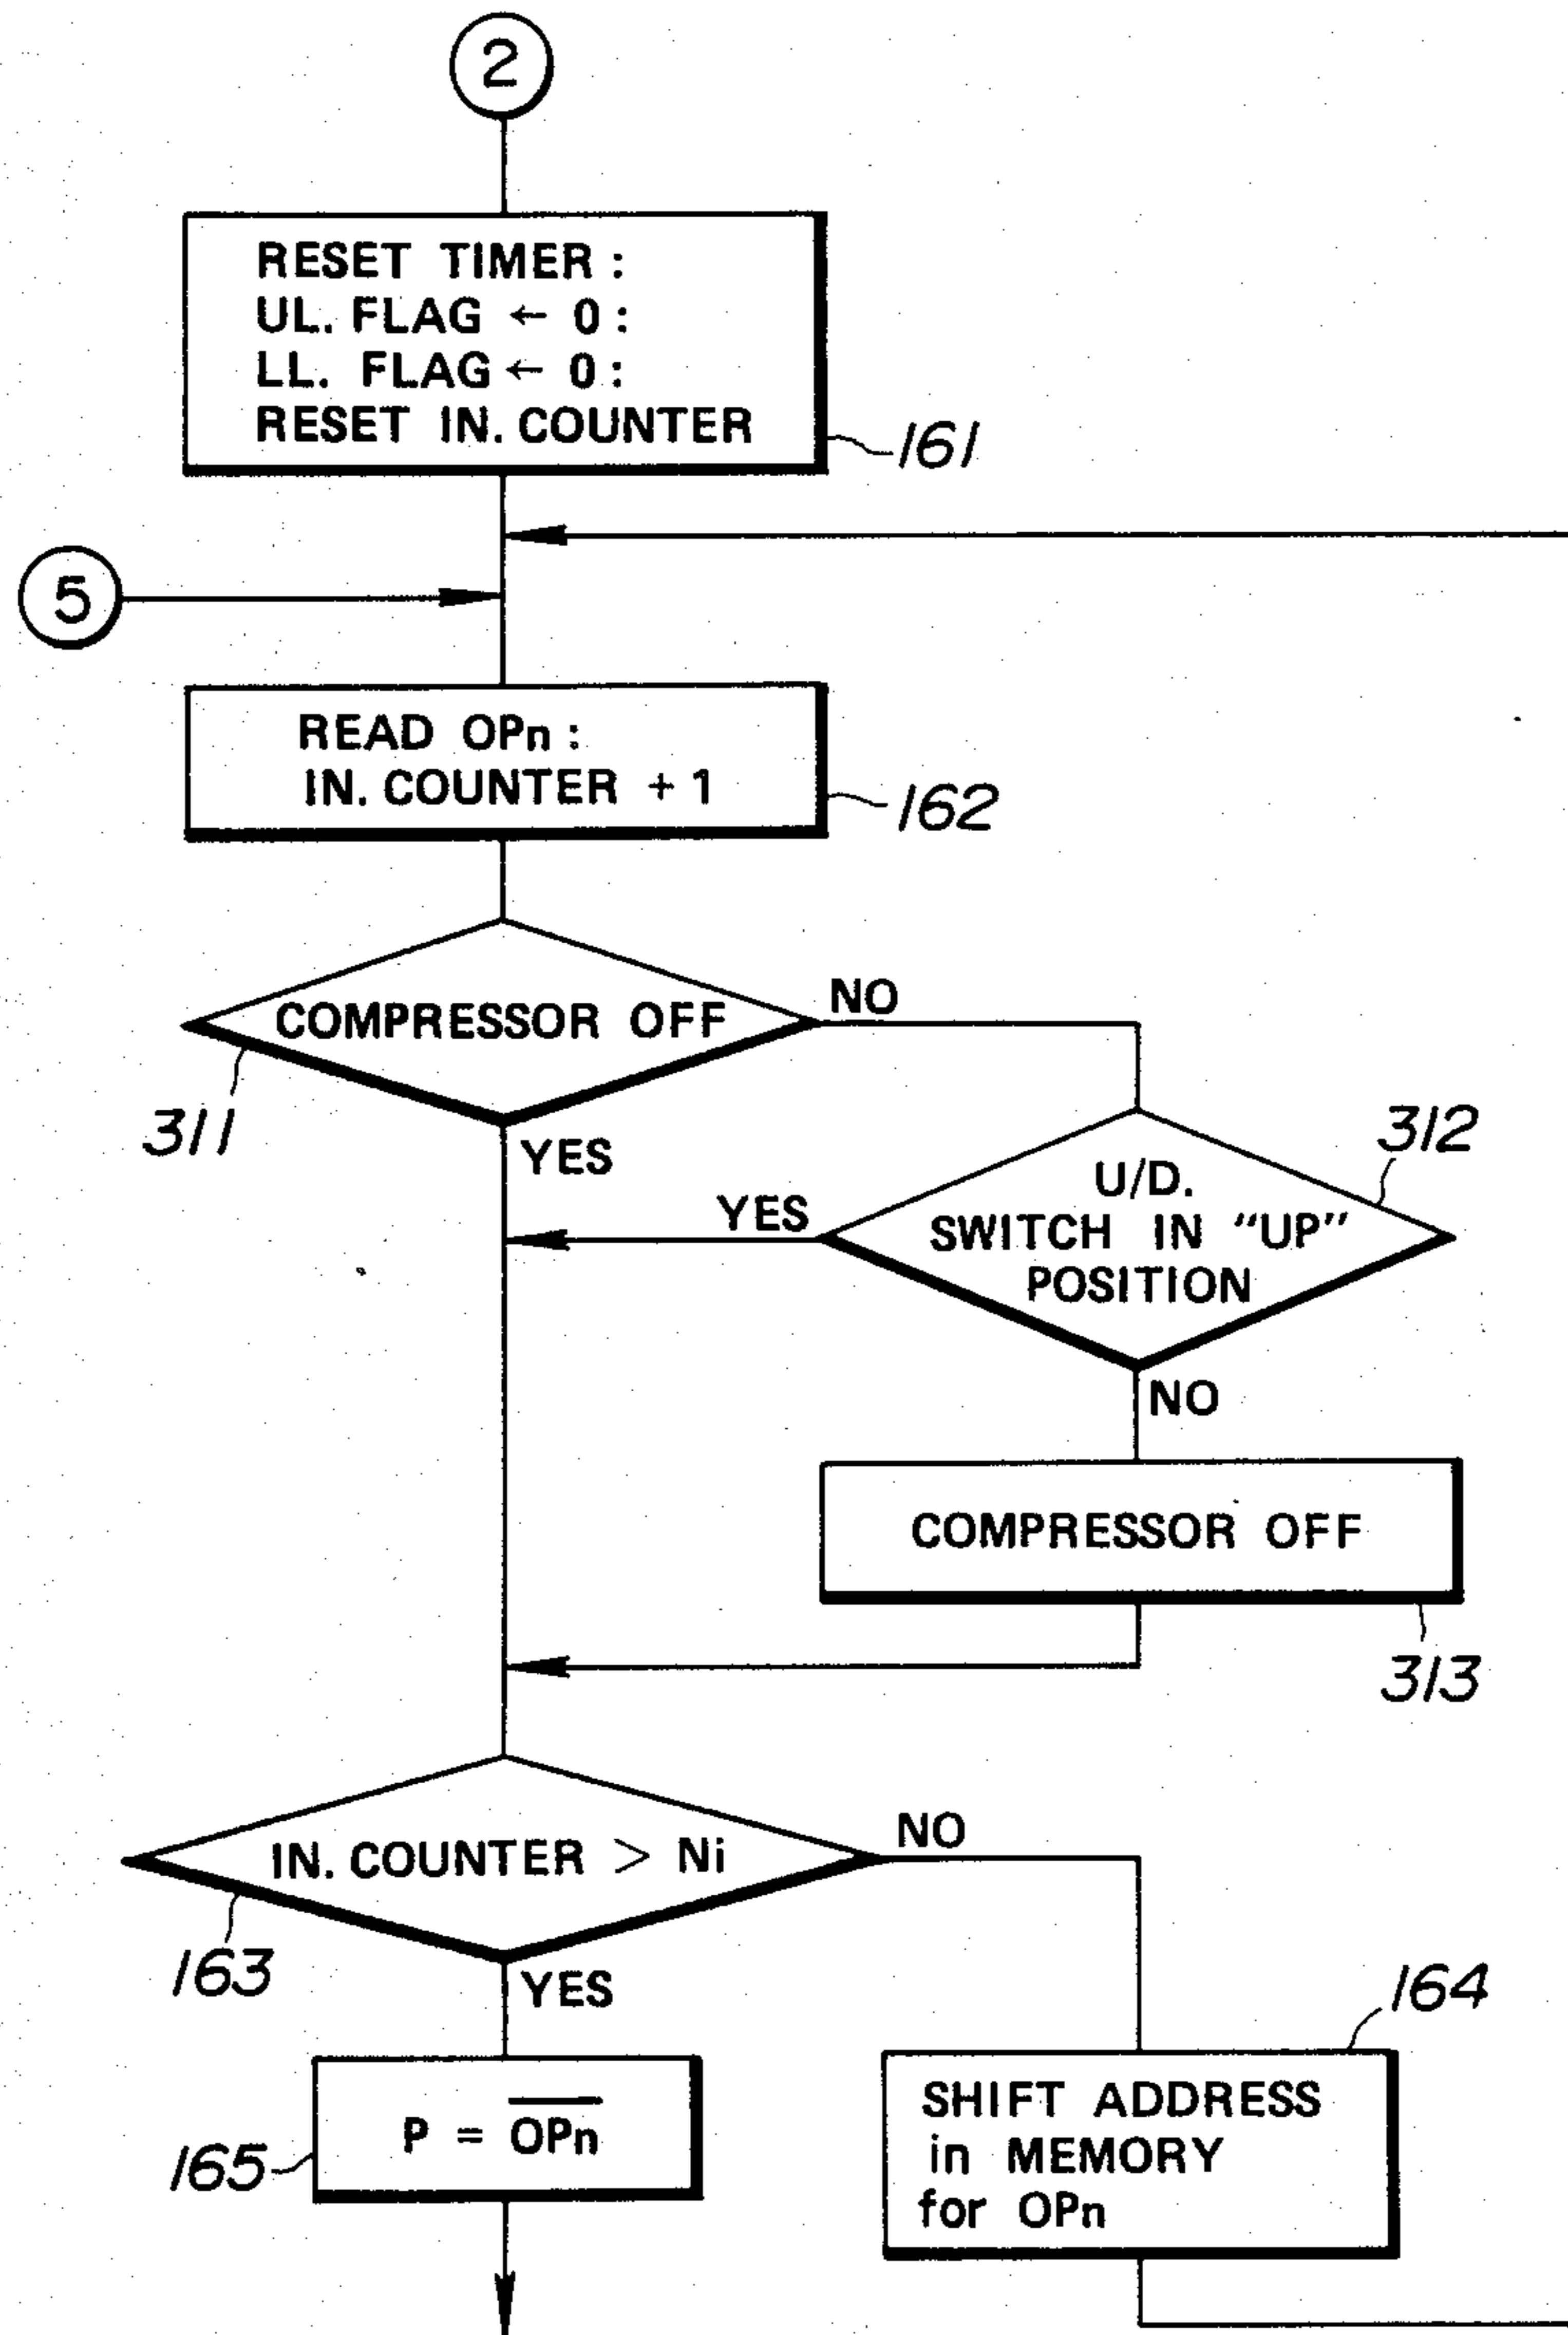 2
RESET TIMER :
UL. FLAG ← 0 :
LL. FLAG ← 0 :
RESET IN. COUNTER
161
5
READ OPn :
IN. COUNTER + 1
162
COMPRESSOR OFF
NO
311
YES
312
U/D.
SWITCH IN "UP"
POSITION
YES
NO
COMPRESSOR OFF
313
IN. COUNTER > Ni
NO
163
YES
164
P = \overline{OPn}
165
SHIFT ADDRESS
in MEMORY
for OPn